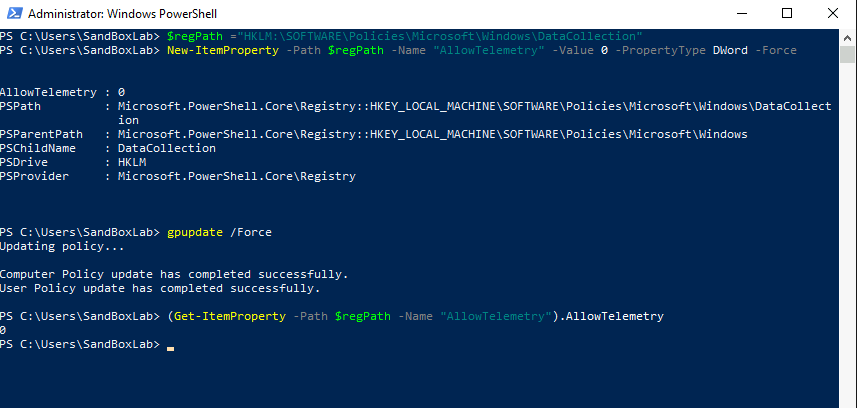 Administrator: Windows PowerShell
PS C:\Users\SandBoxLab> $regPath ="HKLM:\SOFTWARE\Policies\Microsoft\Windows\DataCollection"
PS C:\Users\SandBoxLab> New-ItemProperty -Path $regPath -Name "AllowTelemetry" -Value 0 -PropertyType DWord -Force
AllowTelemetry : 0
PSPath         : Microsoft.PowerShell.Core\Registry::HKEY_LOCAL_MACHINE\SOFTWARE\Policies\Microsoft\Windows\DataCollect
                 ion
PSParentPath   : Microsoft.PowerShell.Core\Registry::HKEY_LOCAL_MACHINE\SOFTWARE\Policies\Microsoft\Windows
PSChildName    : DataCollection
PSDrive        : HKLM
PSProvider     : Microsoft.PowerShell.Core\Registry
PS C:\Users\SandBoxLab> gpupdate /Force
Updating policy...
Computer Policy update has completed successfully.
User Policy update has completed successfully.
PS C:\Users\SandBoxLab> (Get-ItemProperty -Path $regPath -Name "AllowTelemetry").AllowTelemetry
0
PS C:\Users\SandBoxLab>